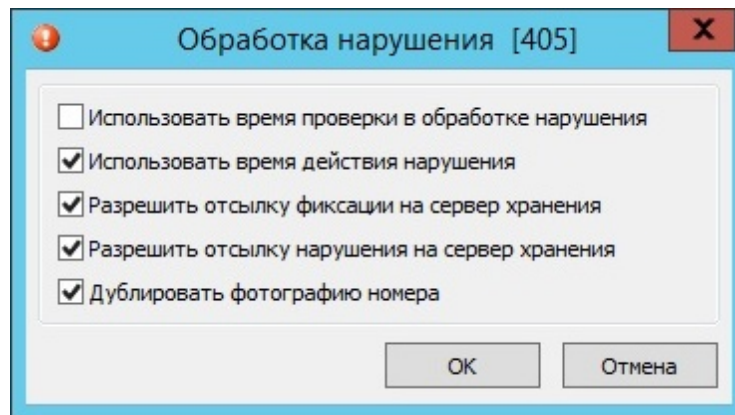 Обработка нарушения [405]
Использовать время проверки в обработке нарушения
Использовать время действия нарушения
Разрешить отсылку фиксации на сервер хранения
Разрешить отсылку нарушения на сервер хранения
Дублировать фотографию номера
OK Отмена